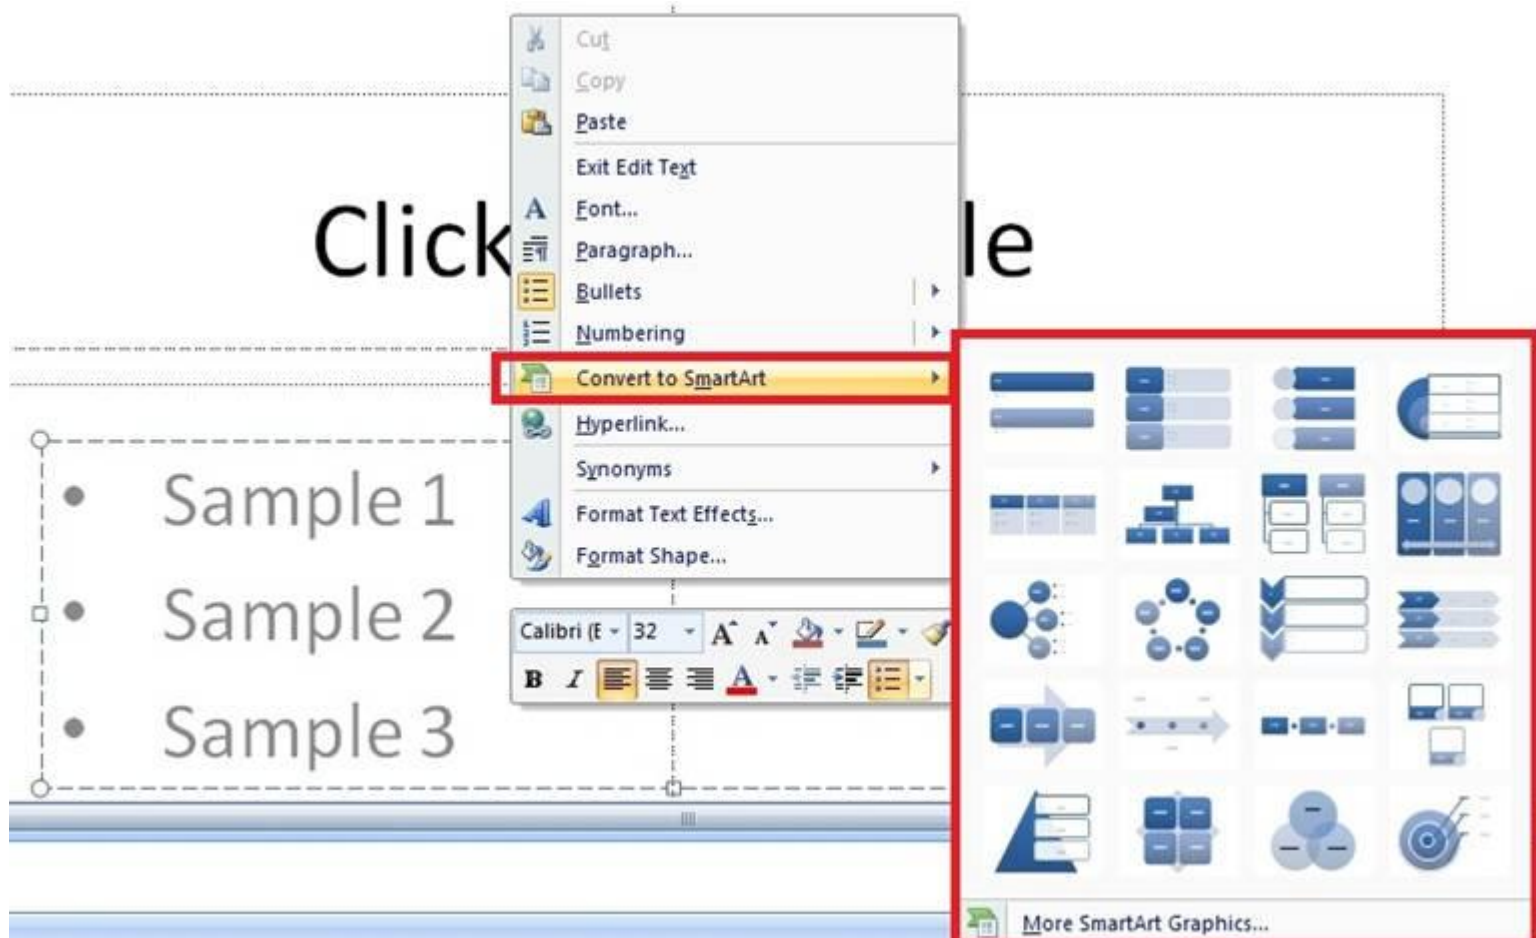 Cut
Copy
Paste
Exit Edit Text
Font...
Paragraph...
Bullets
Numbering
Convert to SmartArt
Hyperlink...
Synonyms
Format Text Effects...
Format Shape...
Click
le
• Sample 1
• Sample 2
• Sample 3
Calibri (E 32 A A
B I A
More SmartArt Graphics...